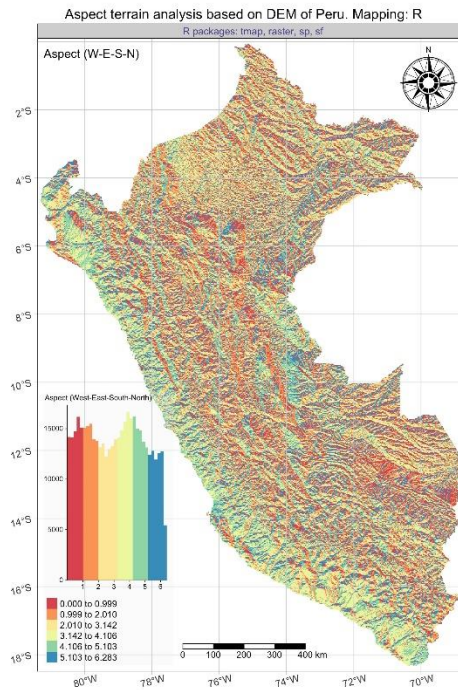 Aspect terrain analysis based on DEM of Peru. Mapping: R
R packages: tmap, raster, sp, sf
Aspect (W-E-S-N)
N
2°S
4°S
6°S
8°S
10°S
12°S
14°S
16°S
18°S
Aspect (West-East-South-North)
15000
10000
5000
0
1 2 3 4 5 6
0.000 to 0.999
0.999 to 2.010
2.010 to 3.142
3.142 to 4.106
4.106 to 5.103
5.103 to 6.283
0 100 200 300 400 km
80°W 78°W 76°W 74°W 72°W 70°W